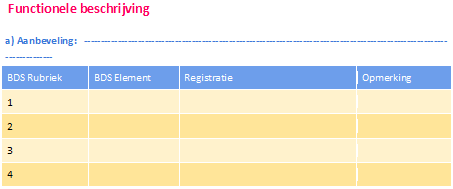 Functionele beschrijving
a) Aanbeveling: ------------------------------------------------------------------------------------------
------------
BDS Rubriek BDS Element Registratie Opmerking
1
2
3
4